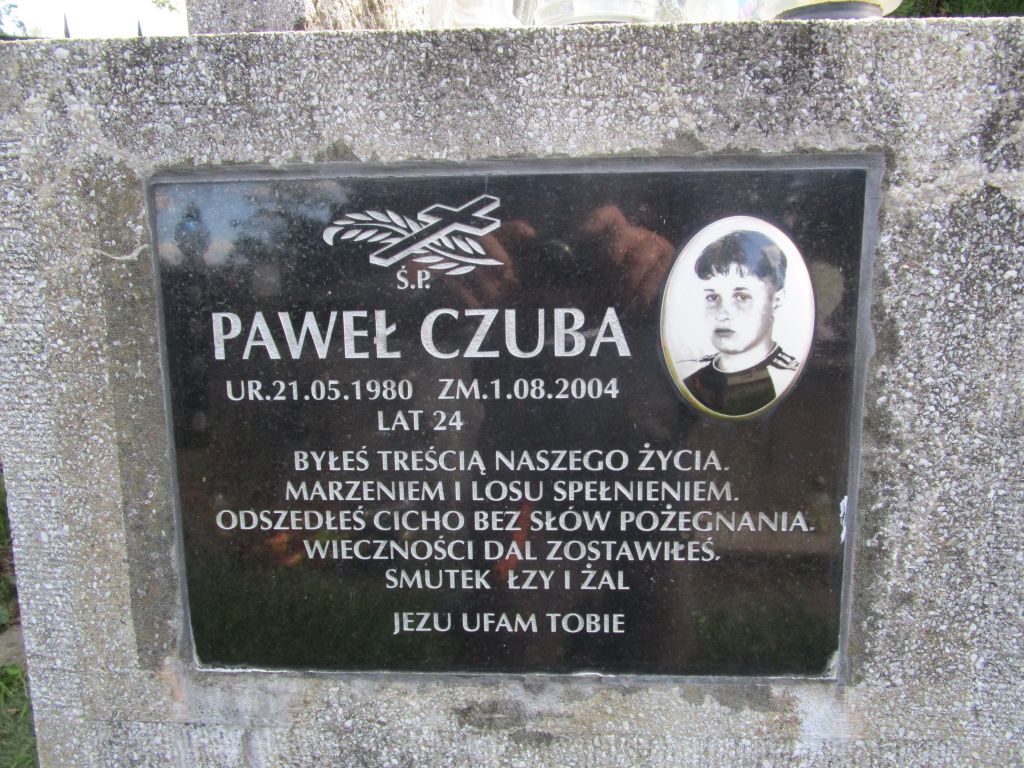 Ś.P.
PAWEŁ CZUBA
UR.21.05.1980 ZM.1.08.2004
LAT 24
BYŁEŚ TREŚCIĄ NASZEGO ŻYCIA.
MARZENIEM I LOSU SPEŁNIENIEM.
ODSZEDŁEŚ CICHO BEZ SŁÓW POŻEGNANIA.
WIECZNOŚCI DAL ZOSTAWIŁEŚ.
SMUTEK ŁZY I ŻAL
JEZU UFAM TOBIE